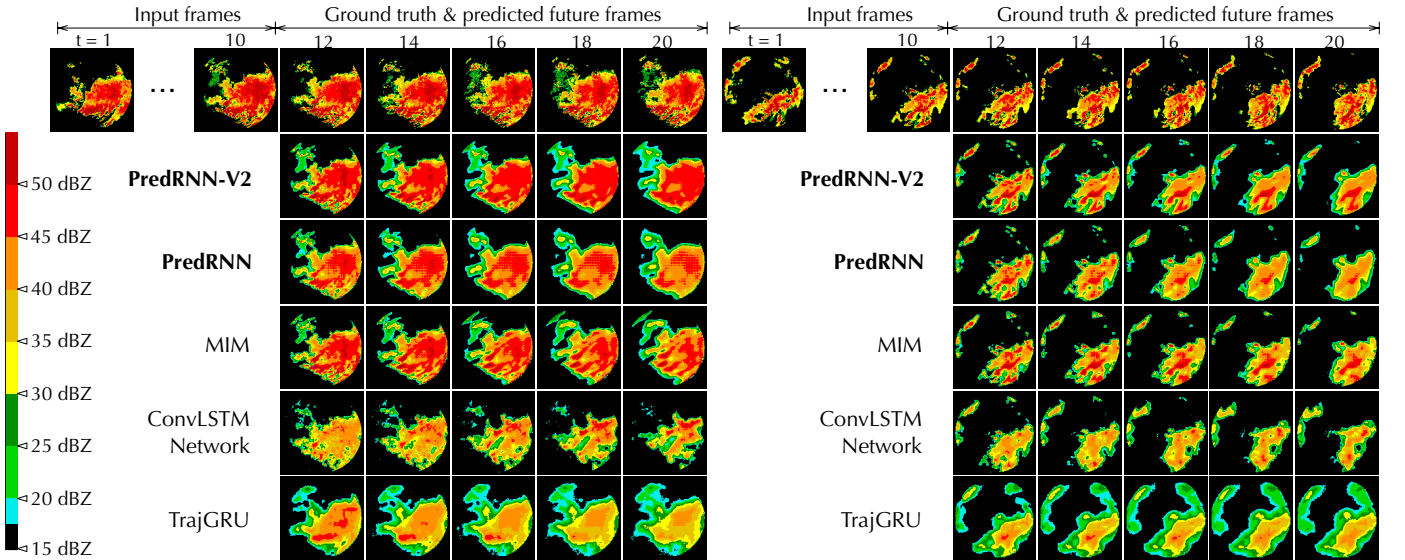 Input frames
Ground truth & predicted future frames
t = 1
10
12
14
16
18
20
...
PredRNN-V2
PredRNN
MIM
ConvLSTM
Network
TrajGRU
50 dBZ
45 dBZ
40 dBZ
35 dBZ
30 dBZ
25 dBZ
20 dBZ
15 dBZ
Input frames
Ground truth & predicted future frames
t = 1
10
12
14
16
18
20
...
PredRNN-V2
PredRNN
MIM
ConvLSTM
Network
TrajGRU